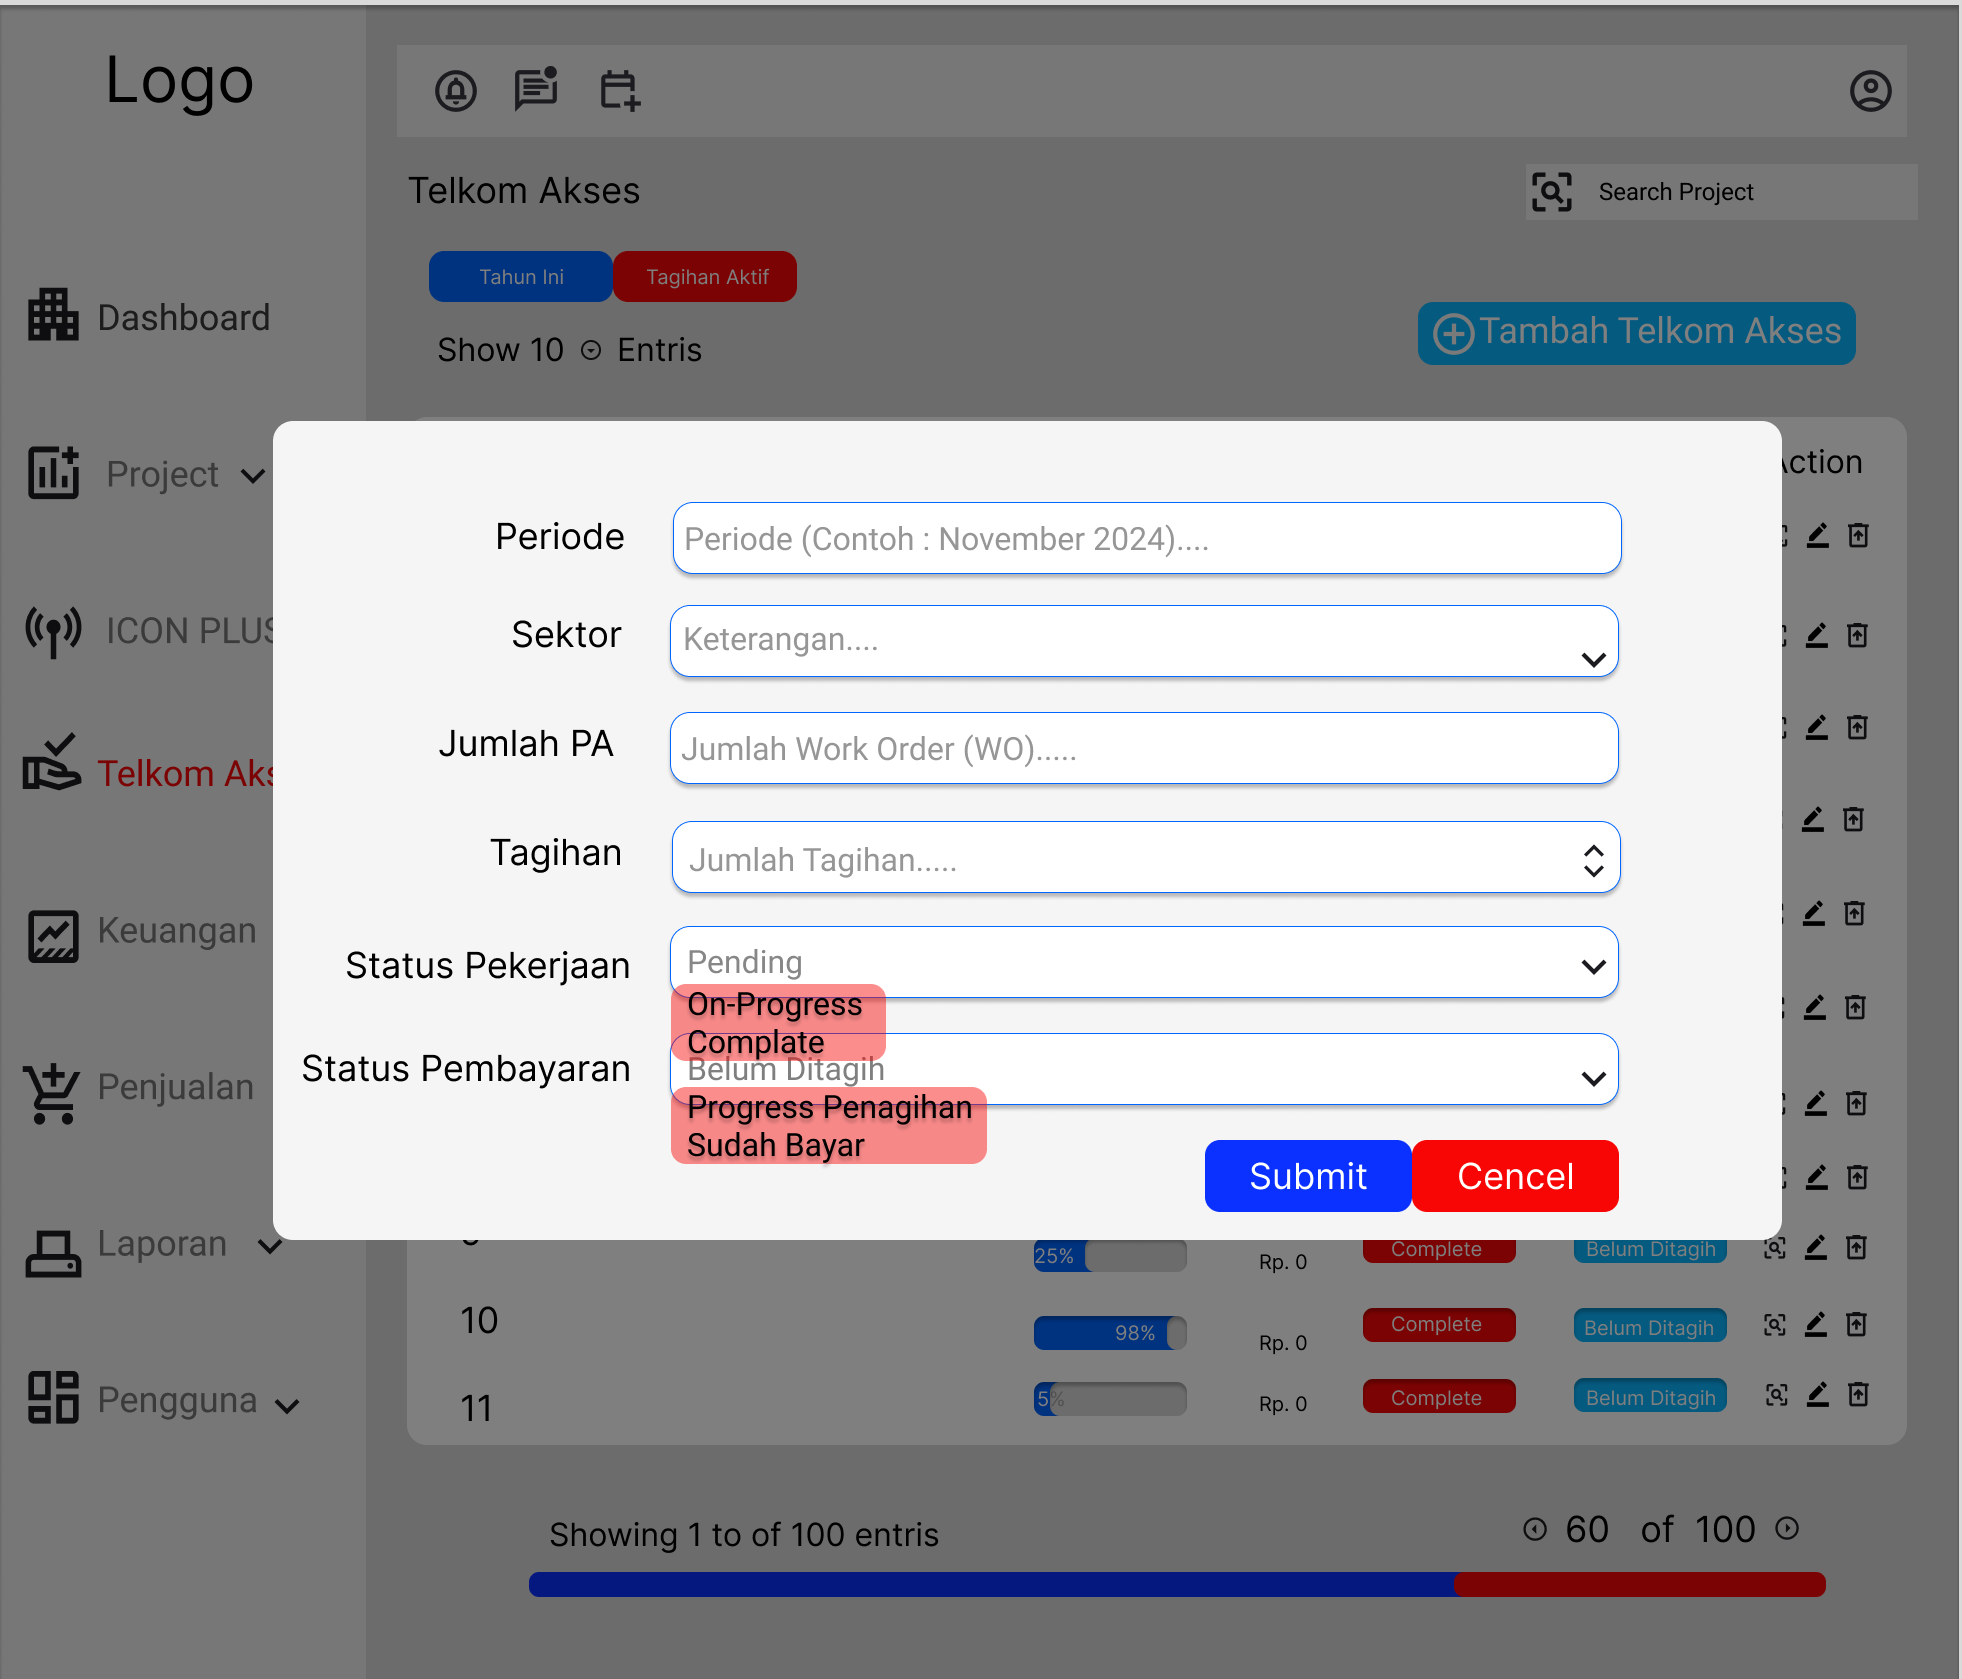 Logo
Telkom Akses
Search Project
Tahun Ini
Tagihan Aktif
Show 10 Entris
Tambah Telkom Akses
Dashboard
Project
ICON PLUS
Telkom Aks
Keuangan
Penjualan
Laporan
Pengguna
Action
Periode
Periode (Contoh : November 2024)....
Sektor
Keterangan....
Jumlah PA
Jumlah Work Order (WO).....
Tagihan
Jumlah Tagihan.....
Status Pekerjaan
Pending
On-Progress
Complate
Status Pembayaran
Belum Ditagih
Progress Penagihan
Sudah Bayar
Submit
Cencel
25% Rp. 0 Complete Belum Ditagih
10 98% Rp. 0 Complete Belum Ditagih
11 5% Rp. 0 Complete Belum Ditagih
Showing 1 to of 100 entris
60 of 100